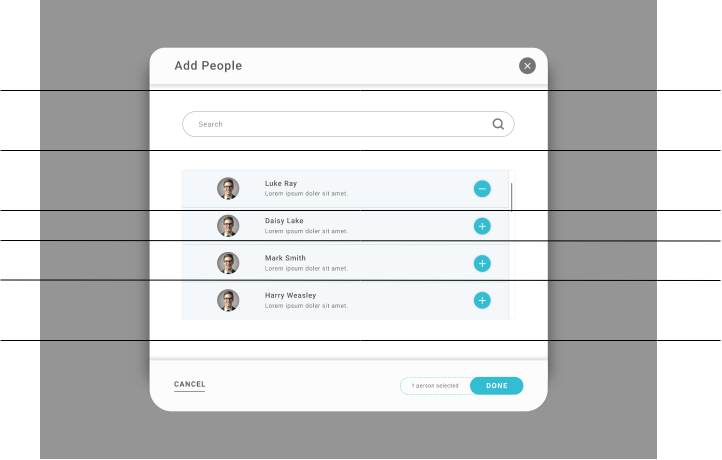 Add People
Search
Luke Ray
Lorem ipsum doler sit amet.
Daisy Lake
Lorem ipsum doler sit amet.
Mark Smith
Lorem ipsum doler sit amet.
Harry Weasley
Lorem ipsum doler sit amet.
CANCEL
1 person selected
DONE